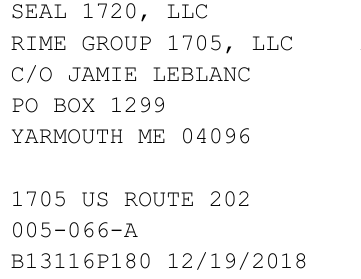 SEAL 1720, LLC
RIME GROUP 1705, LLC
C/O JAMIE LEBLANC
PO BOX 1299
YARMOUTH ME 04096
1705 US ROUTE 202
005-066-A
B13116P180 12/19/2018